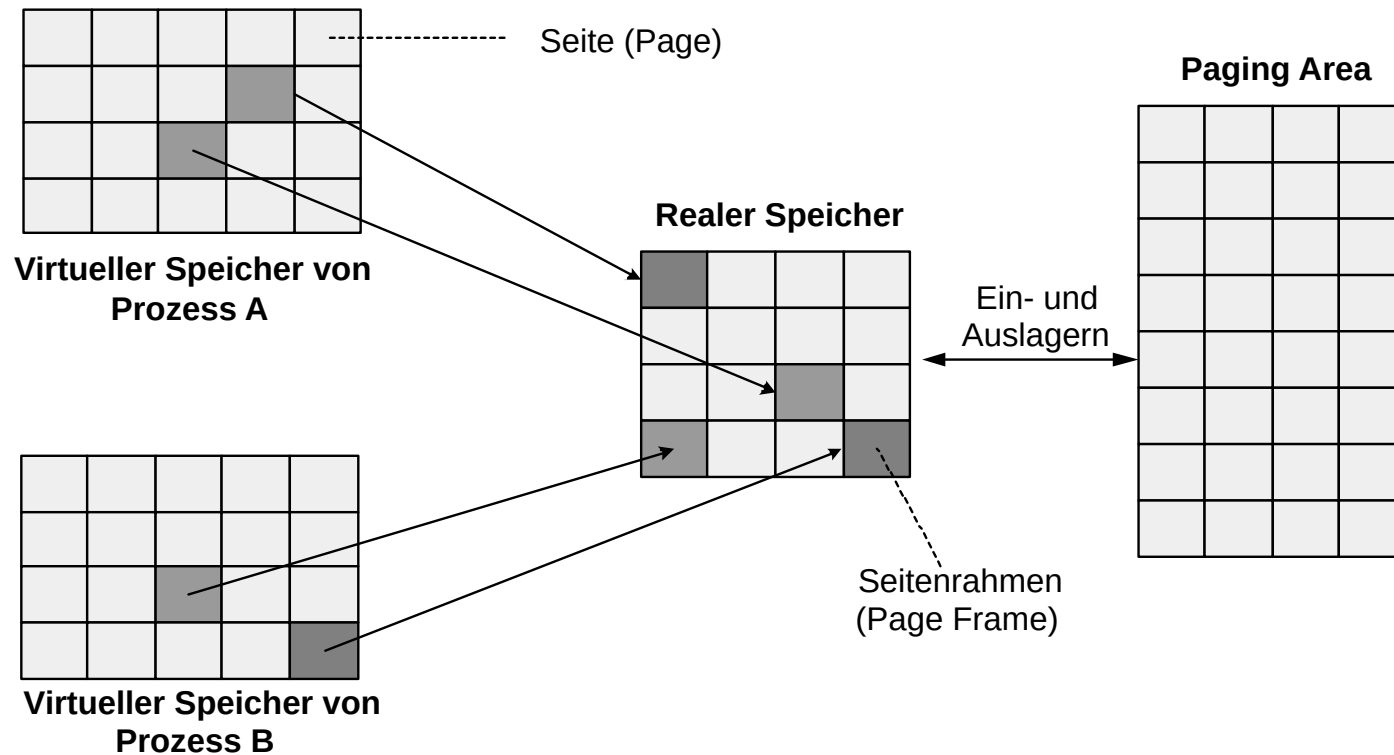 Seite (Page)
Paging Area
Realer Speicher
Virtueller Speicher von
Prozess A
Ein- und
Auslagern
Seitenrahmen
(Page Frame)
Virtueller Speicher von
Prozess B